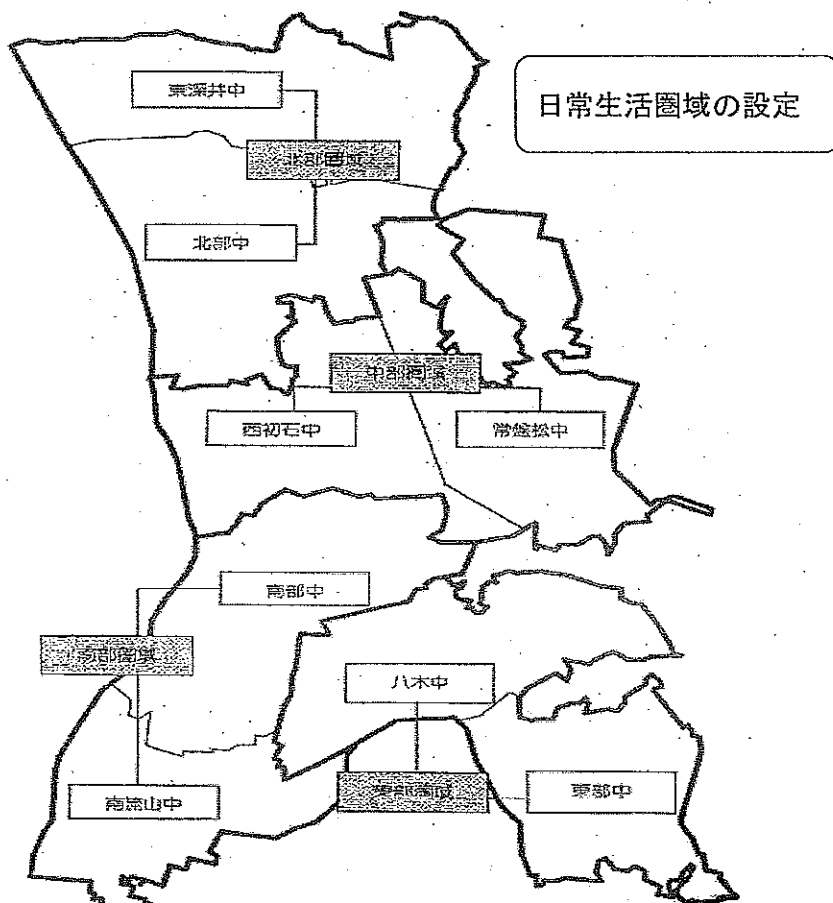 日常生活圏域の設定
東深井中
北部圏域
北部中
中部圏域
西初石中
常盤松中
南部中
南部圏域
八木中
南流山中
東部圏域
東部中